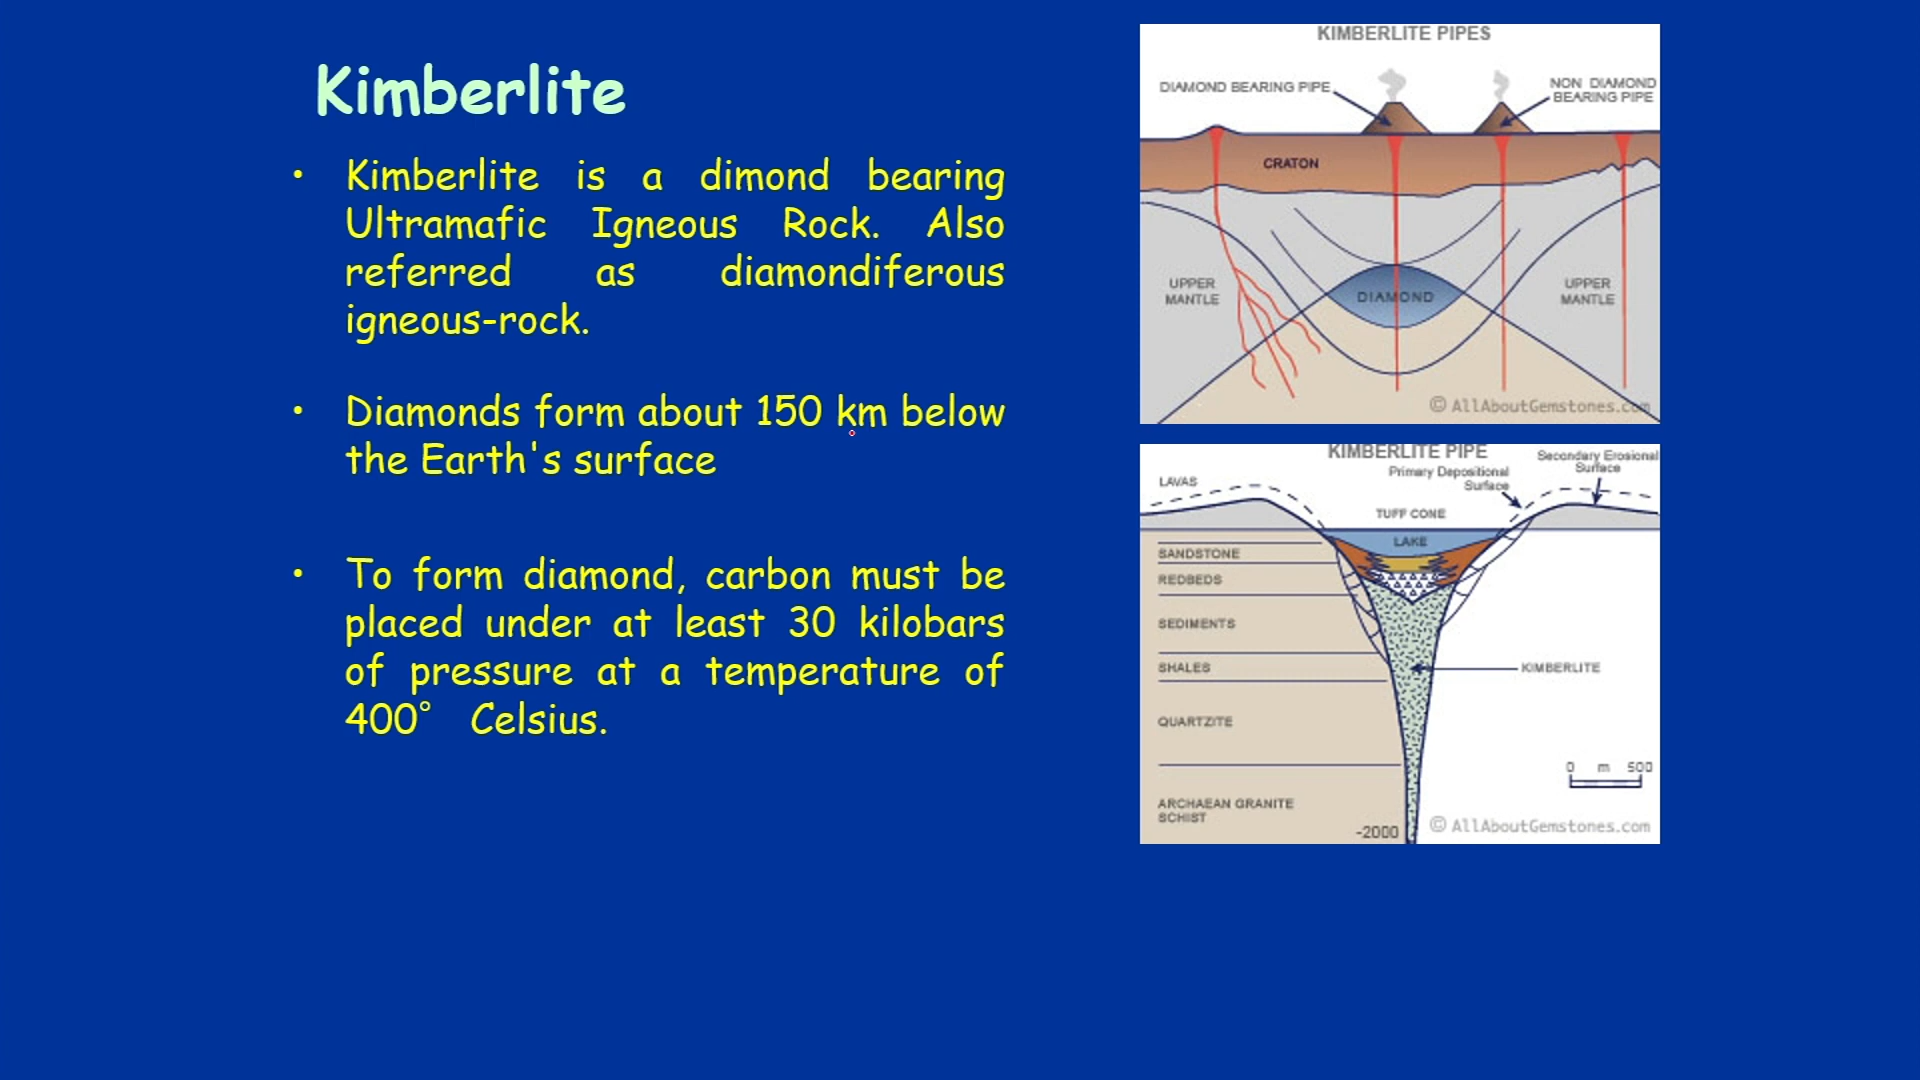 Kimberlite
• Kimberlite is a dimond bearing
Ultramafic Igneous Rock. Also
referred as diamondiferous
igneous-rock.
• Diamonds form about 150 km below
the Earth's surface
• To form diamond, carbon must be
placed under at least 30 kilobars
of pressure at a temperature of
400° Celsius.
KIMBERLITE PIPES
DIAMOND BEARING PIPE
NON DIAMOND
BEARING PIPE
CRATON
UPPER
MANTLE
DIAMOND
UPPER
MANTLE
© AllAboutGemstones.com
KIMBERLITE PIPE
Secondary Erosional
Surface
Primary Depositional
Surface
LAVAS
TUFF CONE
LAKE
SANDSTONE
REDBEDS
SEDIMENTS
SHALES
KIMBERLITE
QUARTZITE
0 m 500
ARCHAEAN GRANITE
SCHIST
-2000
© AllAboutGemstones.com